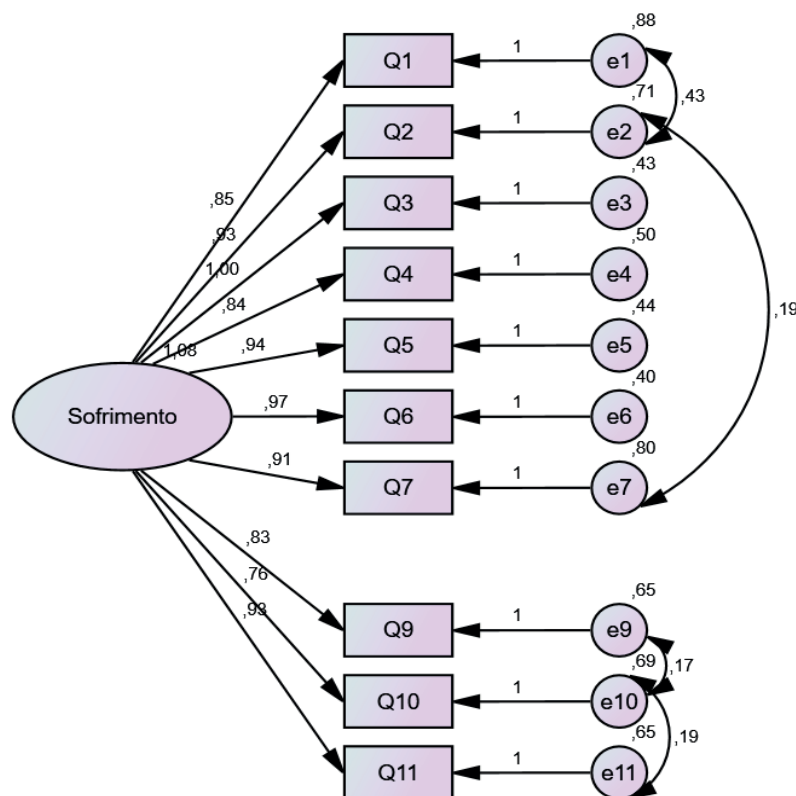 ,88
Q1
1
e1
,71
,43
Q2
1
e2
,43
Q3
1
e3
,85
,50
,93
Q4
1
e4
1,00
,44
,84
,19
Q5
1
e5
1,08
,94
,40
Q6
1
e6
Sofrimento
,97
,80
Q7
1
e7
,91
,83
,65
,76
Q9
1
e9
,93
,69
,17
Q10
1
e10
,65
,19
Q11
1
e11